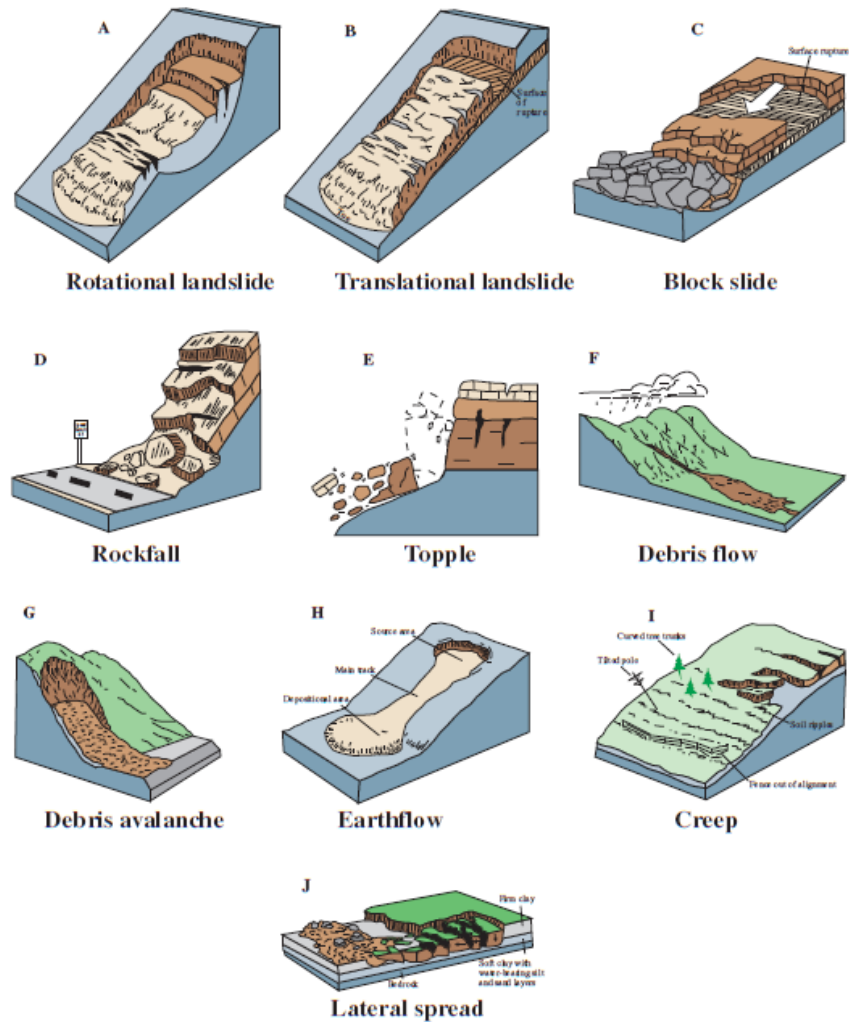 A
B
C
Surface rupture
Surface
of
rupture
Rotational landslide
Translational landslide
Block slide
D
E
F
Rockfall
Topple
Debris flow
G
H
I
Source area
Main track
Depositional area
Curved tree trunks
Tilted pole
Soil ripples
Fence out of alignment
Debris avalanche
Earthflow
Creep
J
Firm clay
Soft clay with
water-bearing silt
and sand layers
Bedrock
Lateral spread